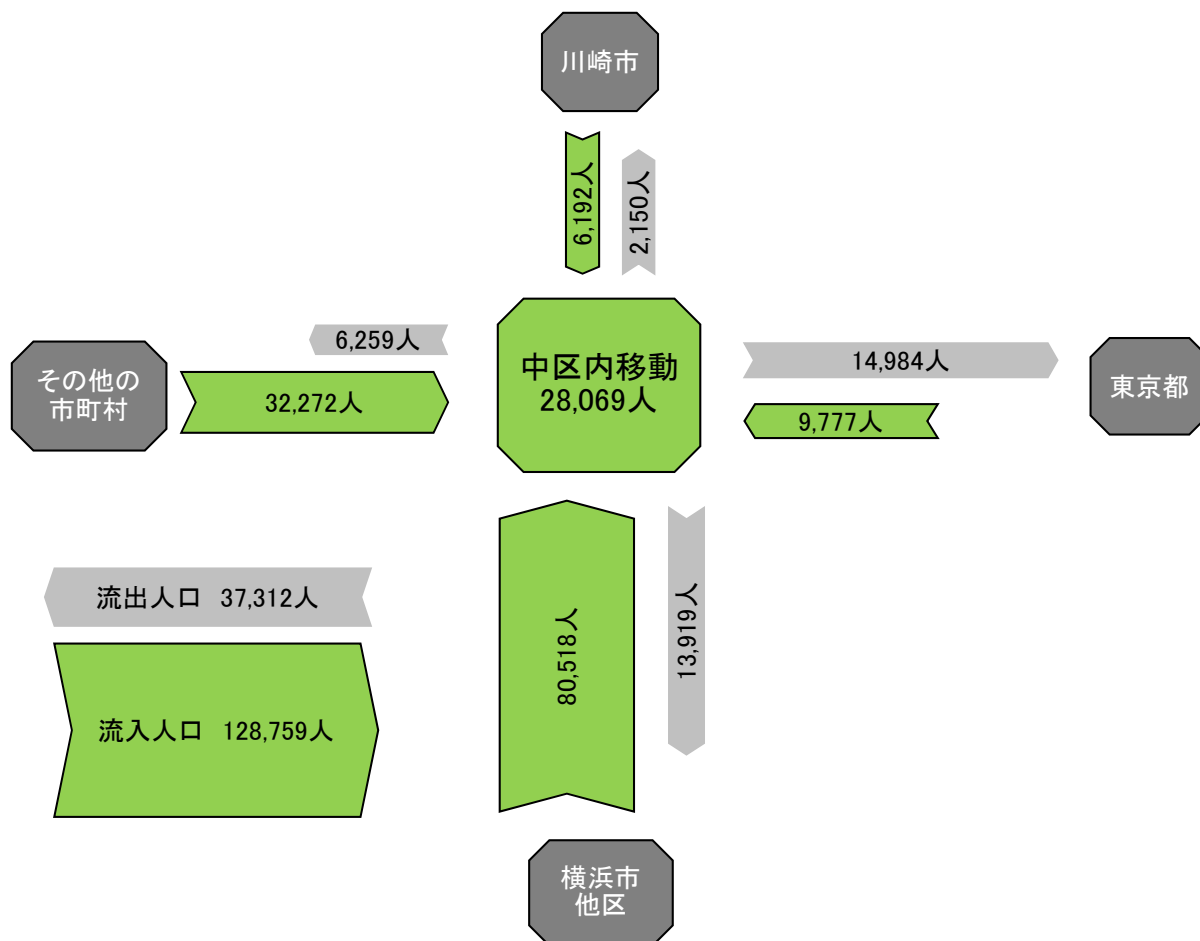 川崎市
6,192人
2,150人
6,259人
その他の
市町村
32,272人
中区内移動
28,069人
14,984人
9,777人
東京都
流出人口 37,312人
流入人口 128,759人
80,518人
13,919人
横浜市
他区